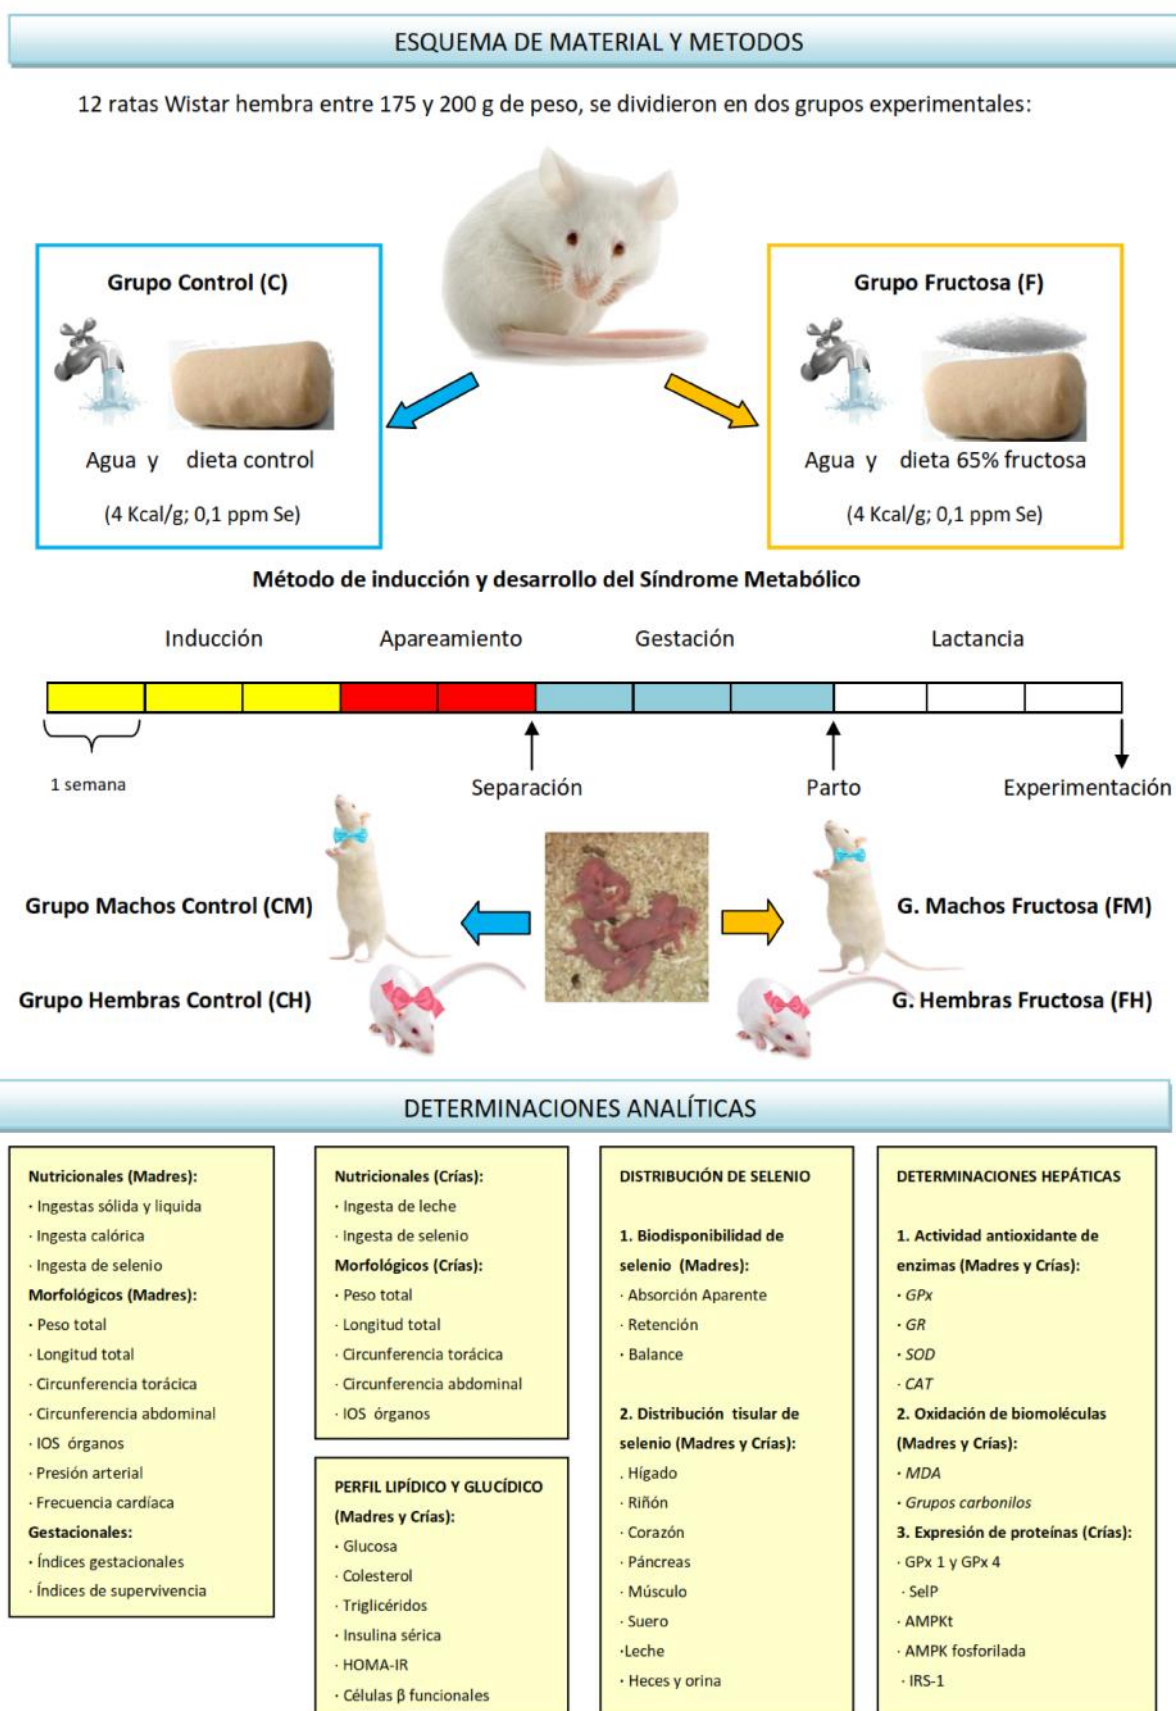 ESQUEMA DE MATERIAL Y METODOS
12 ratas Wistar hembra entre 175 y 200 g de peso, se dividieron en dos grupos experimentales:
Grupo Control (C)
Agua y dieta control
(4 Kcal/g; 0,1 ppm Se)
Grupo Fructosa (F)
Agua y dieta 65% fructosa
(4 Kcal/g; 0,1 ppm Se)
Método de inducción y desarrollo del Síndrome Metabólico
Inducción Apareamiento Gestación Lactancia
1 semana
Separación Parto Experimentación
Grupo Machos Control (CM)
G. Machos Fructosa (FM)
Grupo Hembras Control (CH)
G. Hembras Fructosa (FH)
DETERMINACIONES ANALÍTICAS
Nutricionales (Madres):
· Ingestas sólida y liquida
· Ingesta calórica
· Ingesta de selenio
Morfológicos (Madres):
· Peso total
· Longitud total
· Circunferencia torácica
· Circunferencia abdominal
· IOS órganos
· Presión arterial
· Frecuencia cardíaca
Gestacionales:
· Índices gestacionales
· Índices de supervivencia
Nutricionales (Crías):
· Ingesta de leche
· Ingesta de selenio
Morfológicos (Crías):
· Peso total
· Longitud total
· Circunferencia torácica
· Circunferencia abdominal
· IOS órganos
PERFIL LIPÍDICO Y GLUCÍDICO
(Madres y Crías):
· Glucosa
· Colesterol
· Triglicéridos
· Insulina sérica
· HOMA-IR
· Células β funcionales
DISTRIBUCIÓN DE SELENIO
1. Biodisponibilidad de
selenio (Madres):
· Absorción Aparente
· Retención
· Balance
2. Distribución tisular de
selenio (Madres y Crías):
. Hígado
· Riñón
· Corazón
· Páncreas
· Músculo
· Suero
·Leche
· Heces y orina
DETERMINACIONES HEPÁTICAS
1. Actividad antioxidante de
enzimas (Madres y Crías):
· GPx
· GR
· SOD
· CAT
2. Oxidación de biomoléculas
(Madres y Crías):
· MDA
· Grupos carbonilos
3. Expresión de proteínas (Crías):
· GPx 1 y GPx 4
· SelP
· AMPKt
· AMPK fosforilada
· IRS-1